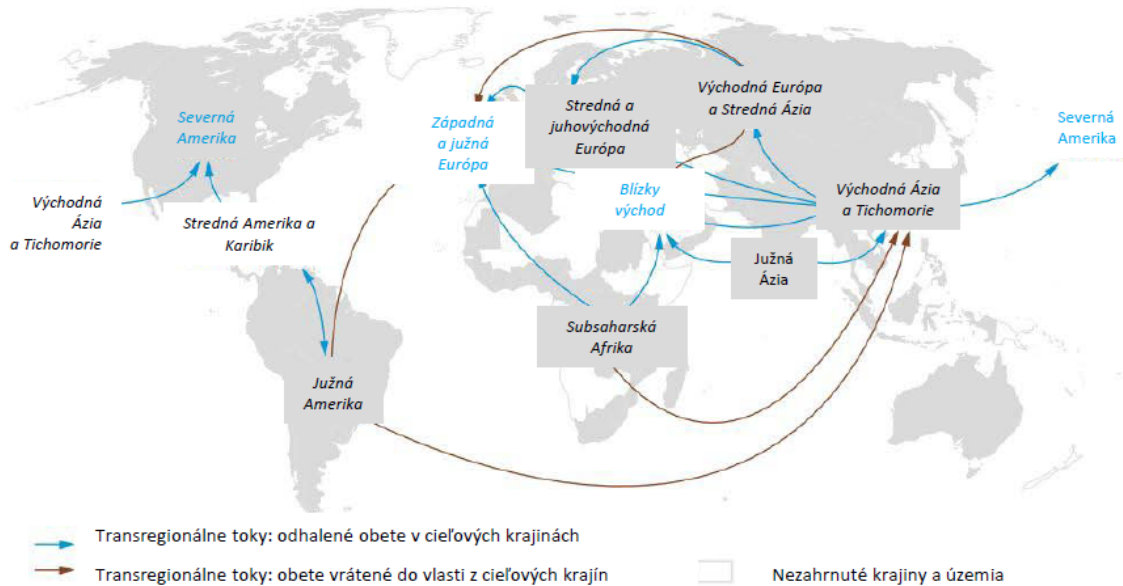 Východná Európa
a Stredná Ázia
Stredná a
juhovýchodná
Európa
Severná
Amerika
Západná
a južná
Európa
Severná
Amerika
Blízky
východ
Východná Ázia
a Tichomorie
Východná
Ázia
a Tichomorie
Stredná Amerika a
Karibik
Južná
Ázia
Subsaharská
Afrika
Južná
Amerika
Transregionálne toky: odhalené obete v cieľových krajinách
Transregionálne toky: obete vrátené do vlasti z cieľových krajín
Nezahrnuté krajiny a územia